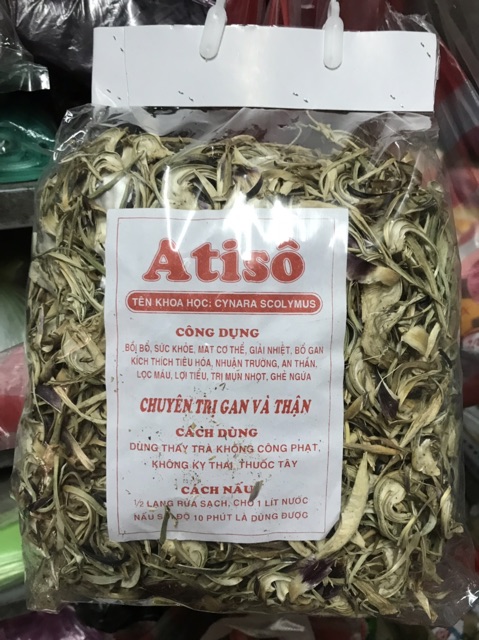 Atisô
TÊN KHOA HỌC: CYNARA SCOLYMUS
CÔNG DỤNG
BỒI BỔ, SỨC KHỎE, MÁT CƠ THỂ, GIẢI NHIỆT, BỔ GAN
KÍCH THÍCH TIÊU HÓA, NHUẬN TRƯỜNG, AN THẦN,
LỌC MÁU, LỢI TIỂU, TRỊ MỤN NHỌT, GHẺ NGỨA
CHUYÊN TRỊ GAN VÀ THẬN
CÁCH DÙNG
DÙNG THAY TRÀ KHÔNG CÔNG PHẠT,
KHÔNG KỴ THAI, THUỐC TÂY
CÁCH NẤU
1/2 LẠNG RỬA SẠCH, CHO 1 LÍT NƯỚC
NẤU SÔI ĐỘ 10 PHÚT LÀ DÙNG ĐƯỢC